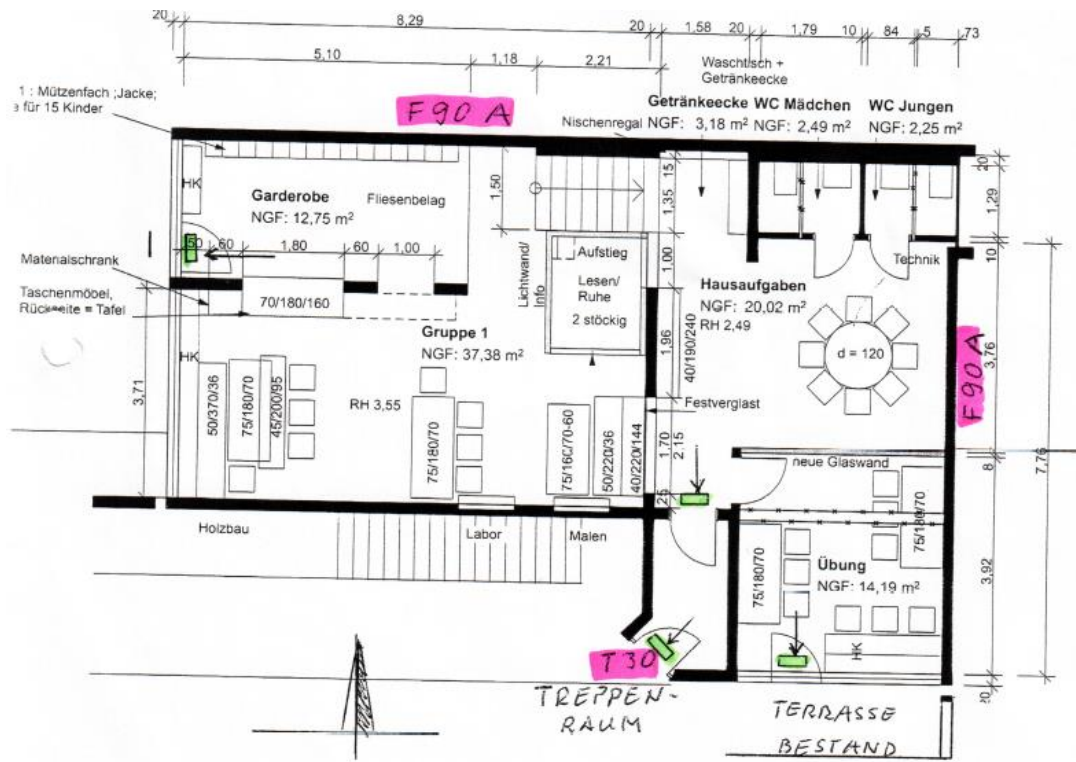 20
8,29
20
1,58
20
1,79
10
84
5
73
5,10
1,18
2,21
Waschtisch +
Getränkeecke
1 : Mützenfach ;Jacke;
für 15 Kinder
F90 A
Nischenregal
Getränkeecke
NGF: 3,18 m²
WC Mädchen
NGF: 2,49 m²
WC Jungen
NGF: 2,25 m²
HK
Garderobe
NGF: 12,75 m²
Fliesenbelag
1,50
15
1,35
20
1,29
50
60
1,80
60
1,00
Lichtwand/
Info
Aufstieg
Lesen/
Ruhe
2 stöckig
1,00
Technik
10
Materialschrank
Taschenmöbel,
Rückseite = Tafel
70/180/160
Hausaufgaben
NGF: 20,02 m²
RH 2,49
Gruppe 1
NGF: 37,38 m²
1,96
40/190/240
d = 120
3,76
F90 A
HK
3,71
50/370/36
75/180/70
45/200/95
RH 3,55
75/180/70
75/160/70-60
50/220/36
40/220/144
Festverglast
1,70
2,15
25
neue Glaswand
8
7,76
75/180/70
Holzbau
Labor
Malen
75/180/70
Übung
NGF: 14,19 m²
3,92
HK
T30
20
TREPPEN-
RAUM
TERRASSE
BESTAND